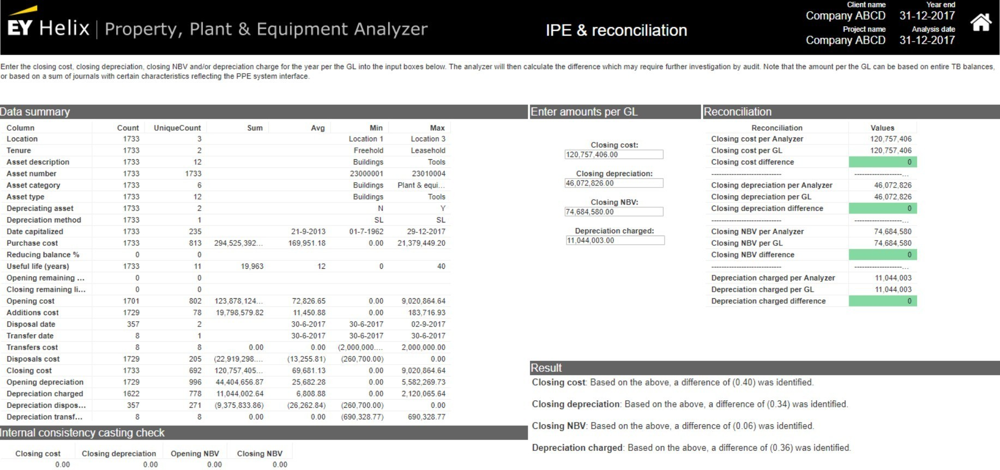 EY Helix | Property, Plant & Equipment Analyzer
IPE & reconciliation
Client name Year end
Company ABCD 31-12-2017
Project name Analysis date
Company ABCD 31-12-2017
Enter the closing cost, closing depreciation, closing NBV and/or depreciation charge for the year per the GL into the input boxes below. The analyzer will then calculate the difference which may require further investigation by audit. Note that the amount per the GL can be based on entire TB balances,
or based on a sum of journals with certain characteristics reflecting the PPE system interface.
Data summary
Column Count UniqueCount Sum Avg Min Max
Location 1733 3 Location 1 Location 3
Tenure 1733 2 Freehold Leasehold
Asset description 1733 12 Buildings Tools
Asset number 1733 1733 23000001 23010004
Asset category 1733 6 Buildings Plant & equi...
Asset type 1733 12 Buildings Tools
Depreciating asset 1733 2 N Y
Depreciation method 1733 1 SL SL
Date capitalized 1733 235 21-9-2013 01-7-1962 29-12-2017
Purchase cost 1733 813 294,525,392... 169,951.18 0.00 21,379,449.20
Reducing balance % 0 0
Useful life (years) 1733 11 19,963 12 0 40
Opening remaining ... 0 0
Closing remaining li... 0 0
Opening cost 1701 802 123,878,124... 72,826.65 0.00 9,020,864.64
Additions cost 1729 78 19,798,579.82 11,450.88 0.00 183,716.93
Disposal date 357 2 30-6-2017 30-6-2017 02-9-2017
Transfer date 8 1 30-6-2017 30-6-2017 30-6-2017
Transfers cost 8 8 0.00 0.00 (2,000,000.... 2,000,000.00
Disposals cost 1729 205 (22,919,298.... (13,255.81) (260,700.00) 0.00
Closing cost 1733 692 120,757,405... 69,681.13 0.00 9,020,864.64
Opening depreciation 1729 996 44,404,656.87 25,682.28 0.00 5,582,269.73
Depreciation charged 1622 778 11,044,002.64 6,808.88 0.00 2,120,065.64
Depreciation dispos... 357 271 (9,375,833.86) (26,262.84) (260,700.00) 0.00
Depreciation transf... 8 8 0.00 0.00 (690,328.77) 690,328.77
Internal consistency casting check
Closing cost Closing depreciation Opening NBV Closing NBV
0.00 0.00 0.00 0.00
Enter amounts per GL
Closing cost:
120,757,406.00
Closing depreciation:
46,072,826.00
Closing NBV:
74,684,580.00
Depreciation charged:
11,044,003.00
Reconciliation
Reconciliation Values
Closing cost per Analyzer 120,757,406
Closing cost per GL 120,757,406
Closing cost difference 0
---------------------------- -------------------...
Closing depreciation per Analyzer 46,072,826
Closing depreciation per GL 46,072,826
Closing depreciation difference 0
---------------------------- -------------------...
Closing NBV per Analyzer 74,684,580
Closing NBV per GL 74,684,580
Closing NBV difference 0
---------------------------- -------------------...
Depreciation charged per Analyzer 11,044,003
Depreciation charged per GL 11,044,003
Depreciation charged difference 0
Result
Closing cost: Based on the above, a difference of (0.40) was identified.
Closing depreciation: Based on the above, a difference of (0.34) was identified.
Closing NBV: Based on the above, a difference of (0.06) was identified.
Depreciation charged: Based on the above, a difference of (0.36) was identified.